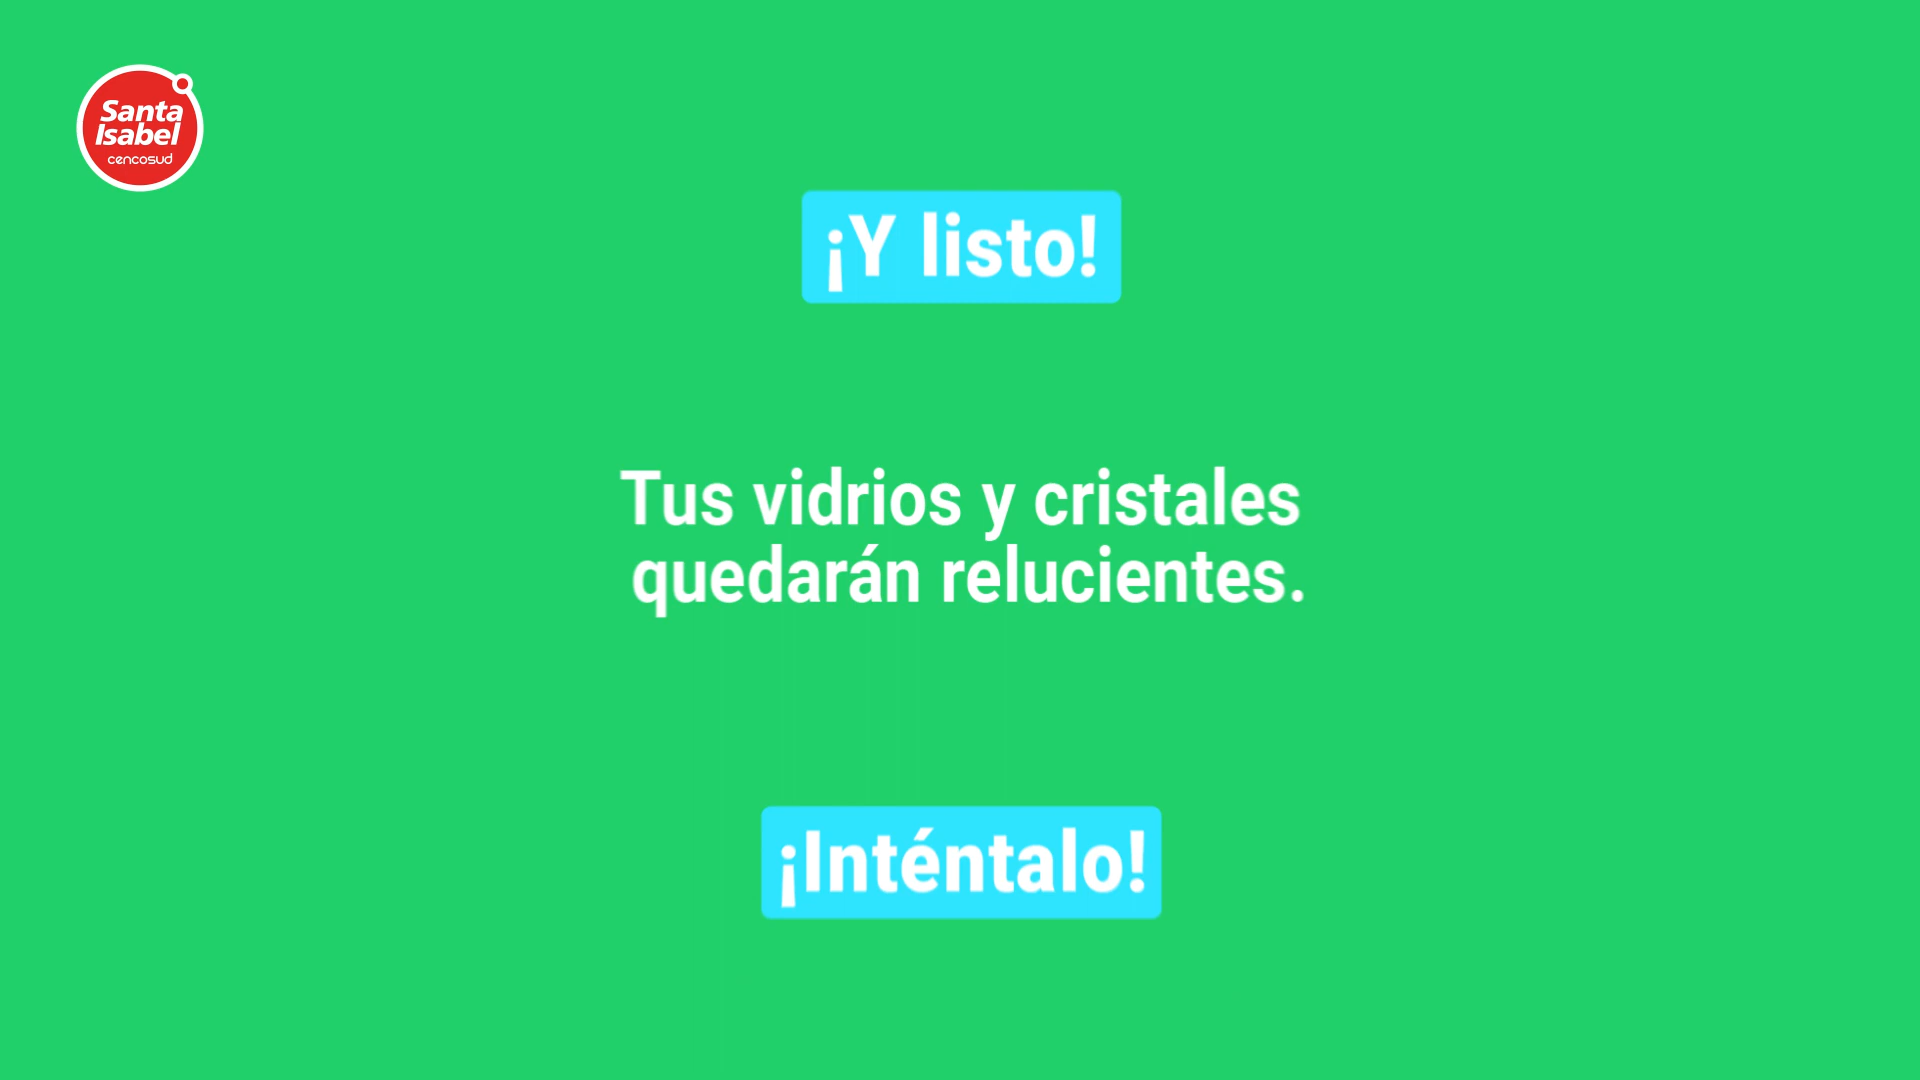 Santa
Isabel
cencosud
¡Y listo!
Tus vidrios y cristales
quedarán relucientes.
¡Inténtalo!